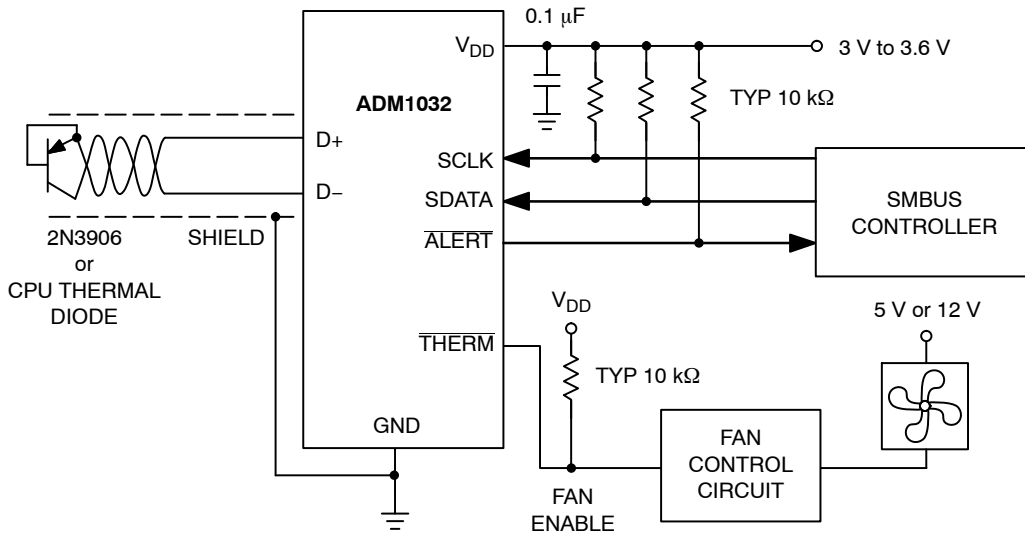 0.1 μF
V_DD
3 V to 3.6 V
ADM1032
TYP 10 kΩ
D+
D−
SCLK
SDATA
ALERT
SMBUS
CONTROLLER
2N3906
or
CPU THERMAL
DIODE
SHIELD
V_DD
5 V or 12 V
THERM
TYP 10 kΩ
GND
FAN
CONTROL
CIRCUIT
FAN
ENABLE